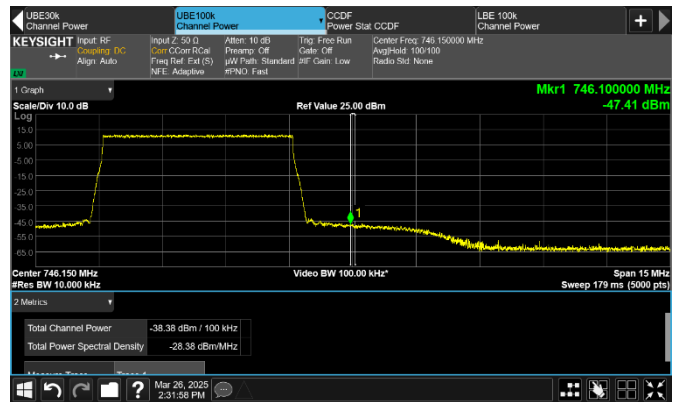 UBE30k
Channel Power
UBE100k
Channel Power
CCDF
Power Stat CCDF
LBE 100k
Channel Power
KEYSIGHT
Input: RF
Coupling: DC
Align: Auto
LXI
Input Z: 50 Ω
Corr CCorr RCal
Freq Ref: Ext (S)
NFE: Adaptive
Atten: 10 dB
Preamp: Off
µW Path: Standard
#PNO: Fast
Trig: Free Run
Gate: Off
#IF Gain: Low
Center Freq: 746.150000 MHz
Avg|Hold: 100/100
Radio Std: None
1 Graph
Mkr1 746.100000 MHz
-47.41 dBm
Scale/Div 10.0 dB
Ref Value 25.00 dBm
Log
15.0
5.00
-5.00
-15.0
-25.0
-35.0
-45.0
-55.0
-65.0
1
Center 746.150 MHz
#Res BW 10.000 kHz
Video BW 100.00 kHz*
Span 15 MHz
Sweep 179 ms (5000 pts)
2 Metrics
Total Channel Power -38.38 dBm / 100 kHz
Total Power Spectral Density -28.38 dBm/MHz
Measure Trace Trace 1
Mar 26, 2025
2:31:58 PM